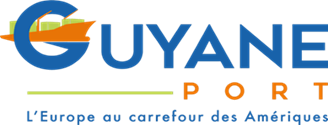 GUYANE
PORT
L'Europe au carrefour des Amériques